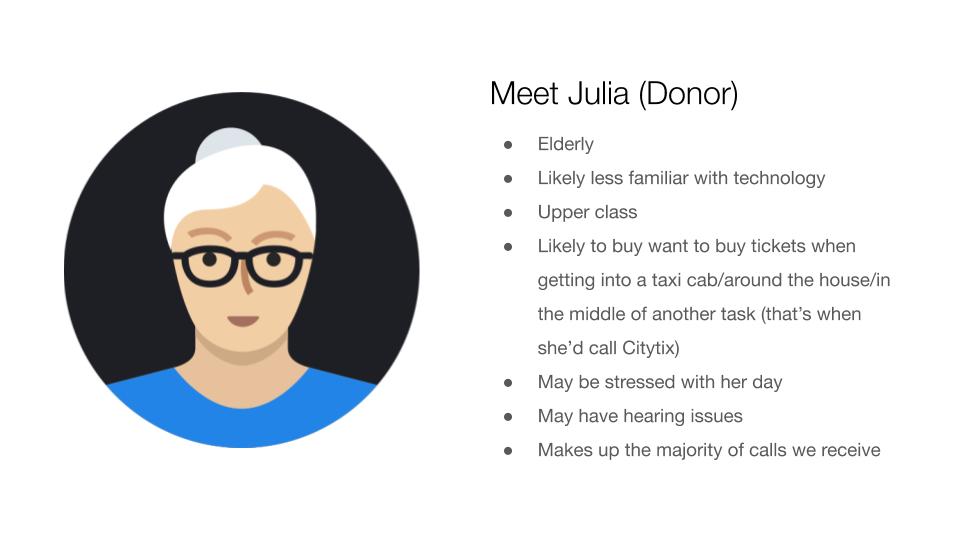 Meet Julia (Donor)
● Elderly
● Likely less familiar with technology
● Upper class
● Likely to buy want to buy tickets when
getting into a taxi cab/around the house/in
the middle of another task (that’s when
she’d call Citytix)
● May be stressed with her day
● May have hearing issues
● Makes up the majority of calls we receive